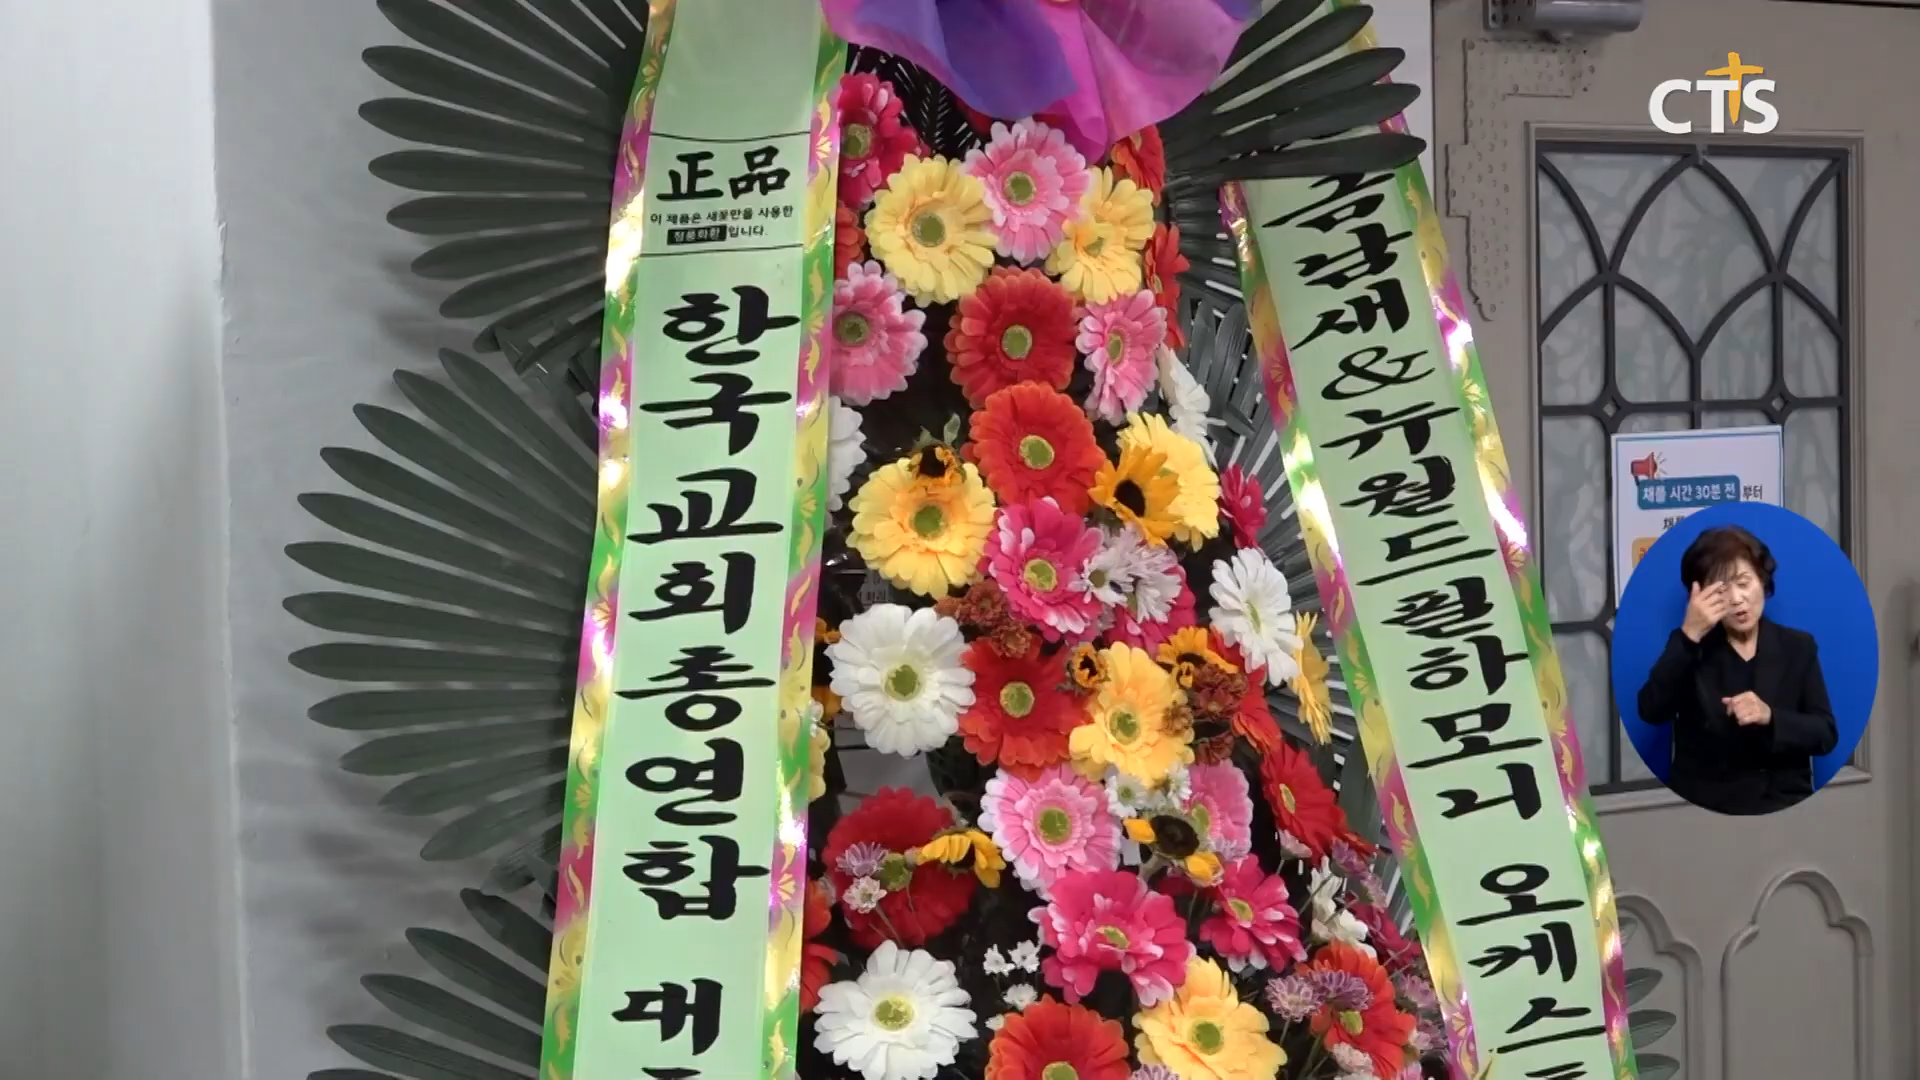 CTS
正品
이 제품은 새꽃만을 사용한
정품화환 입니다.
한국교회총연합 대
금난새&뉴월드필하모니 오케스
채플 시간 30분 전 부터